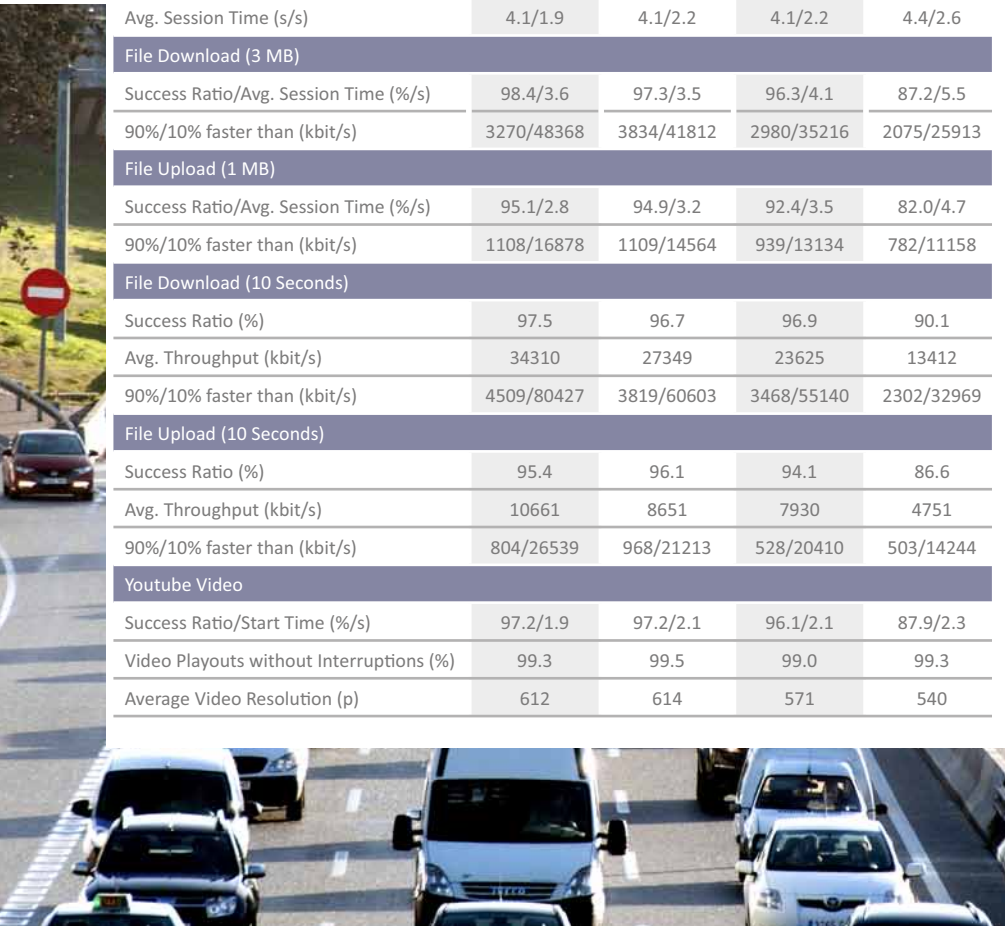 Avg. Session Time (s/s) 4.1/1.9 4.1/2.2 4.1/2.2 4.4/2.6
File Download (3 MB)
Success Ratio/Avg. Session Time (%/s) 98.4/3.6 97.3/3.5 96.3/4.1 87.2/5.5
90%/10% faster than (kbit/s) 3270/48368 3834/41812 2980/35216 2075/25913
File Upload (1 MB)
Success Ratio/Avg. Session Time (%/s) 95.1/2.8 94.9/3.2 92.4/3.5 82.0/4.7
90%/10% faster than (kbit/s) 1108/16878 1109/14564 939/13134 782/11158
File Download (10 Seconds)
Success Ratio (%) 97.5 96.7 96.9 90.1
Avg. Throughput (kbit/s) 34310 27349 23625 13412
90%/10% faster than (kbit/s) 4509/80427 3819/60603 3468/55140 2302/32969
File Upload (10 Seconds)
Success Ratio (%) 95.4 96.1 94.1 86.6
Avg. Throughput (kbit/s) 10661 8651 7930 4751
90%/10% faster than (kbit/s) 804/26539 968/21213 528/20410 503/14244
Youtube Video
Success Ratio/Start Time (%/s) 97.2/1.9 97.2/2.1 96.1/2.1 87.9/2.3
Video Playouts without Interruptions (%) 99.3 99.5 99.0 99.3
Average Video Resolution (p) 612 614 571 540
IVECO
TAXI